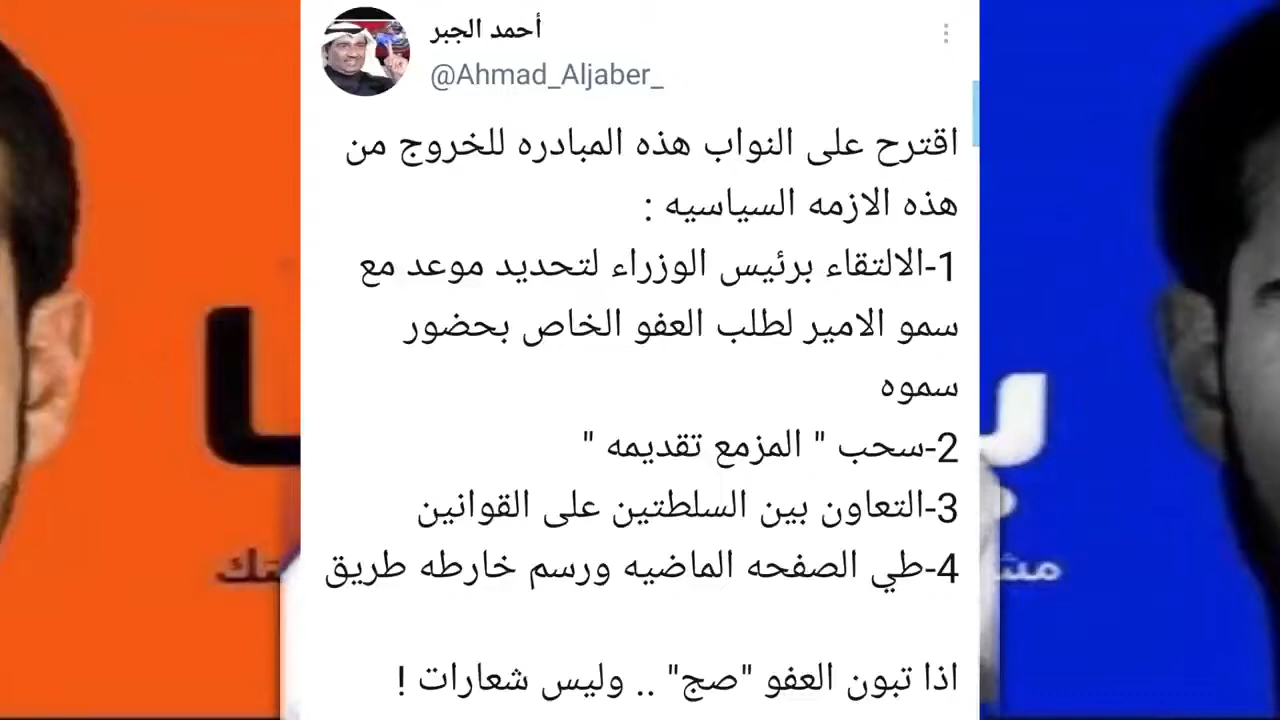 أحمد الجبر
@Ahmad_Aljaber_
اقترح على النواب هذه المبادره للخروج من
هذه الازمه السياسيه :
1-الالتقاء برئيس الوزراء لتحديد موعد مع
سمو الامير لطلب العفو الخاص بحضور
سموه
2-سحب " المزمع تقديمه "
3-التعاون بين السلطتين على القوانين
4-طي الصفحه الماضيه ورسم خارطه طريق
اذا تبون العفو "صج" .. وليس شعارات !